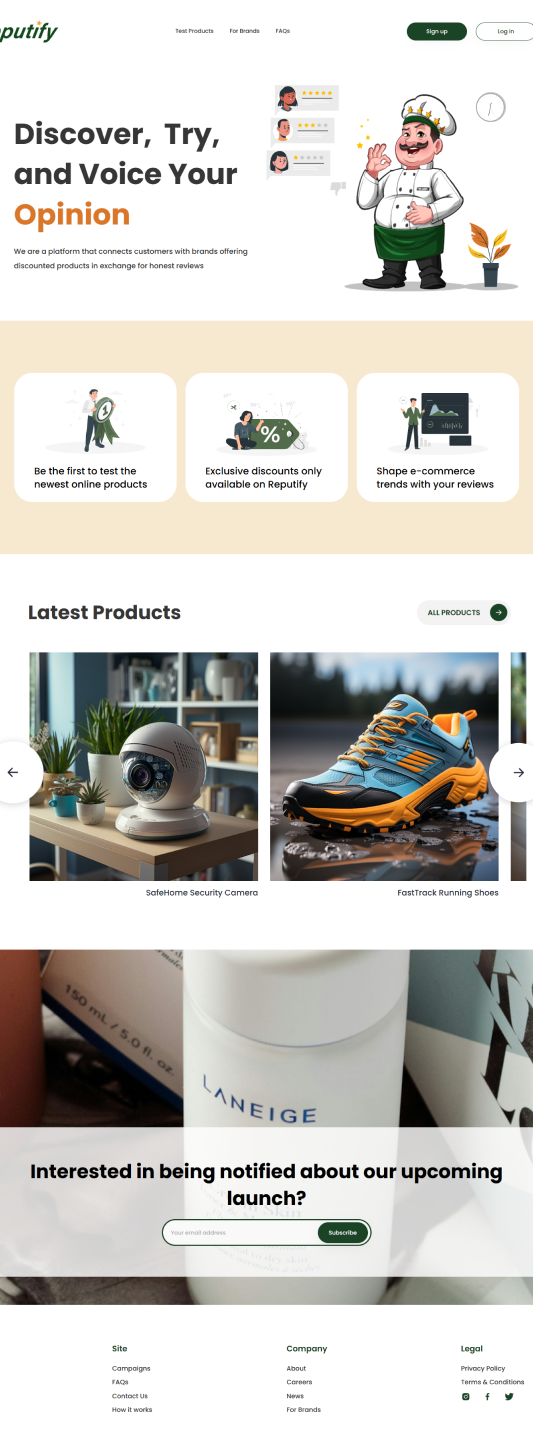 putify
Test Products
For Brands
FAQs
Sign up
Log in
Discover, Try,
and Voice Your
Opinion
We are a platform that connects customers with brands offering
discounted products in exchange for honest reviews
1
%
Be the first to test the
newest online products
Exclusive discounts only
available on Reputify
Shape e-commerce
trends with your reviews
Latest Products
ALL PRODUCTS
SafeHome Security Camera
FastTrack Running Shoes
150 mL / 5.0 fl. oz.
LANEIGE
Interested in being notified about our upcoming
launch?
Your email address
Subscribe
Site
Campaigns
FAQs
Contact Us
How it works
Company
About
Careers
News
For Brands
Legal
Privacy Policy
Terms & Conditions